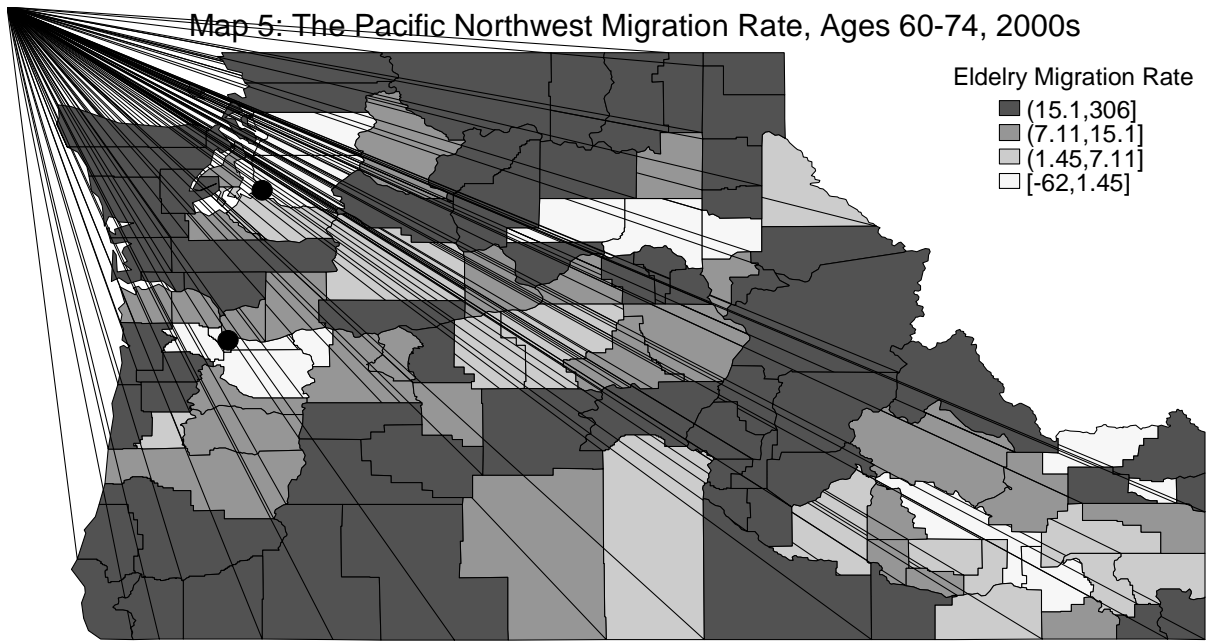 Map 5: The Pacific Northwest Migration Rate, Ages 60-74, 2000s
Eldelry Migration Rate
(15.1,306]
(7.11,15.1]
(1.45,7.11]
[-62,1.45]